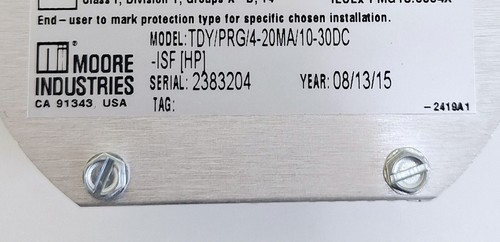 End – user to mark protection type for specific chosen installation.
MOORE
INDUSTRIES
CA 91343, USA
MODEL: TDY/PRG/4-20MA/10-30DC
-ISF [HP]
SERIAL: 2383204 YEAR: 08/13/15
TAG:
–2419A1